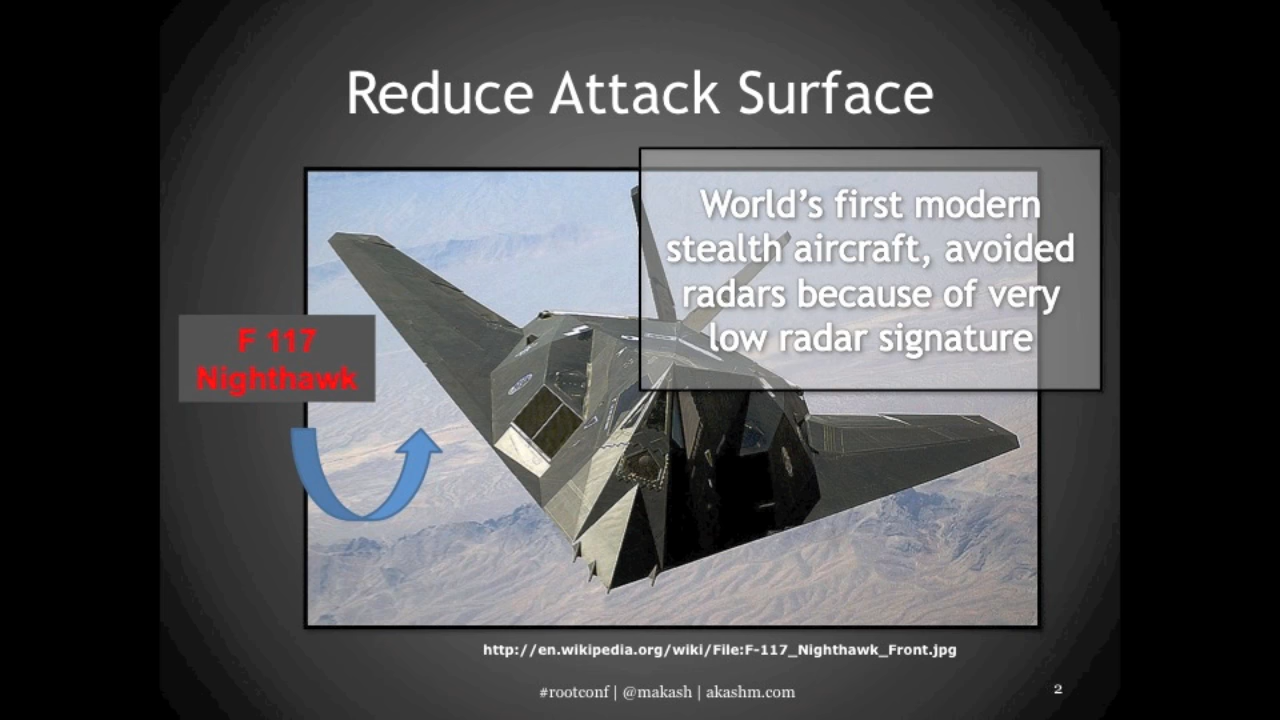 Reduce Attack Surface
World's first modern
stealth aircraft, avoided
radars because of very
low radar signature
F 117
Nighthawk
http://en.wikipedia.org/wiki/File:F-117_Nighthawk_Front.jpg
#rootconf | @makash | akashm.com
2